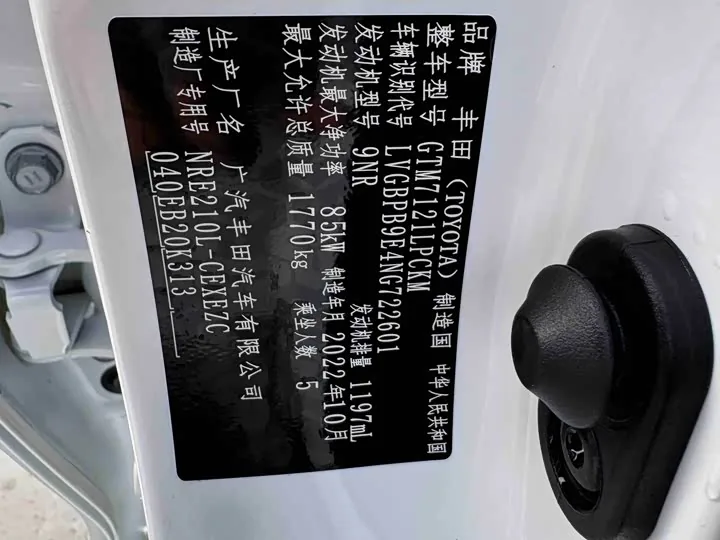 品牌 丰田 (TOYOTA) 制造国 中华人民共和国
整车型号 GTM7121LPCKM
车辆识别代号 LVGBPB9E4NG722601
发动机型号 9NR 发动机排量 1197mL
发动机最大净功率 85kW 制造年月 2022年10月
最大允许总质量 1770kg 乘坐人数 5
生产厂名 广汽丰田汽车有限公司
制造厂专用号 NRE210L-CEXEZC
040EB20K313